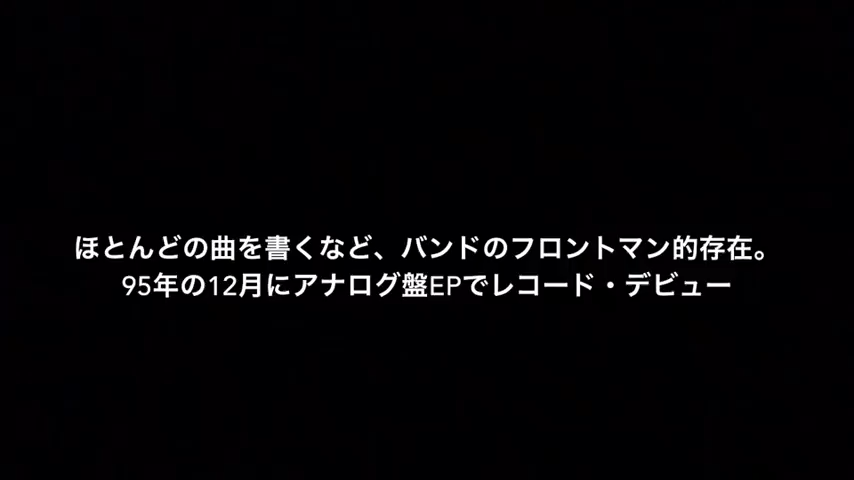 ほとんどの曲を書くなど、バンドのフロントマン的存在。
95年の12月にアナログ盤EPでレコード・デビュー